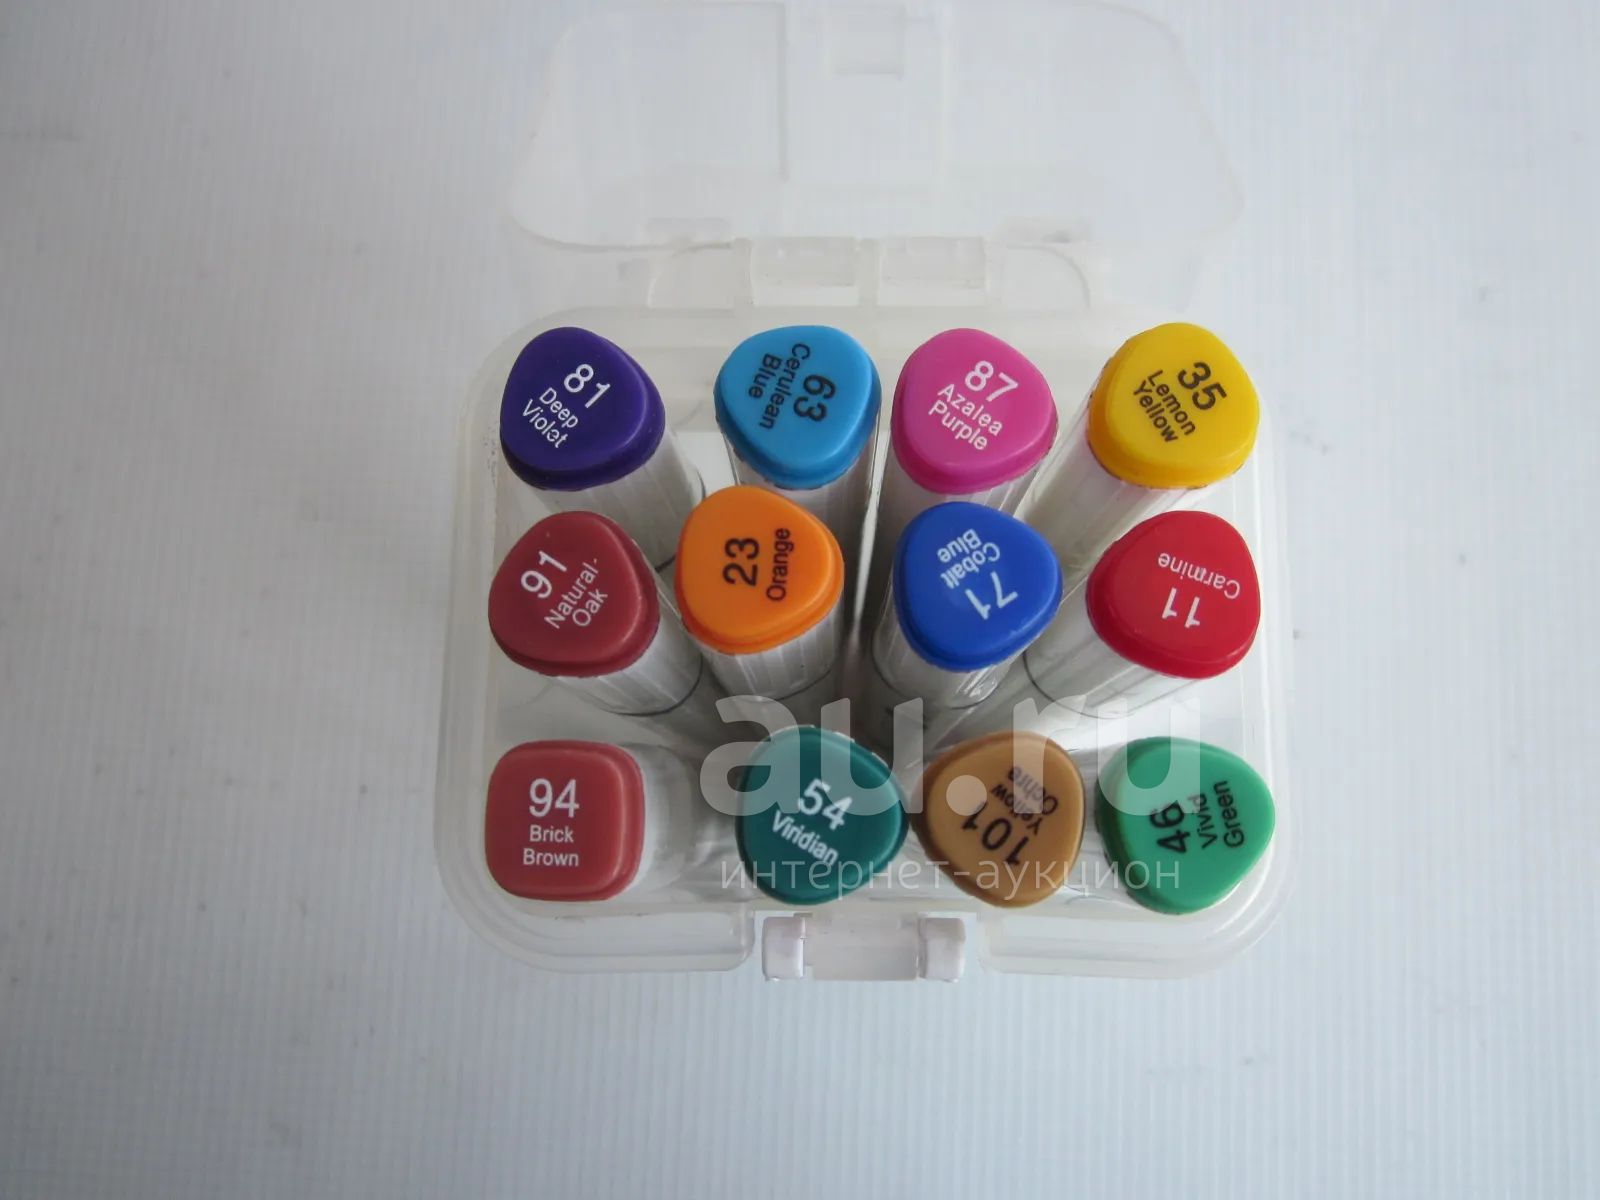 81
Deep
Violet
63
Cerulean
Blue
87
Azalea
Purple
35
Lemon
Yellow
91
Natural
Oak
23
Orange
71
Cobalt
Blue
11
Carmine
94
Brick
Brown
54
Viridian
101
Yellow
Ochre
46
Vivid
Green
au.ru
интернет-аукцион